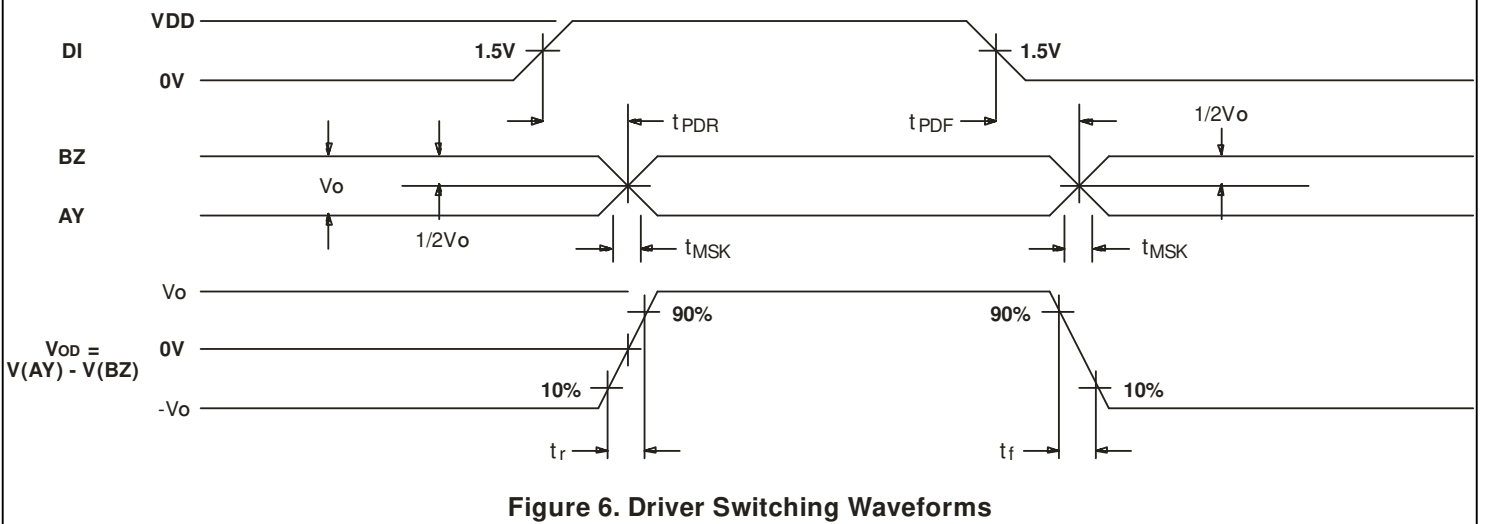 VDD
DI
1.5V
1.5V
0V
tPDR
tPDF
1/2Vo
BZ
Vo
AY
1/2Vo
tMSK
tMSK
Vo
90%
90%
VOD =
V(AY) - V(BZ)
0V
10%
10%
-Vo
tr
tf
Figure 6. Driver Switching Waveforms